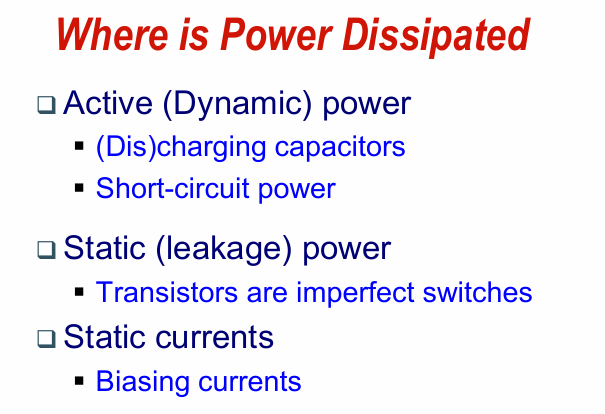 Where is Power Dissipated
❑ Active (Dynamic) power
▪ (Dis)charging capacitors
▪ Short-circuit power
❑ Static (leakage) power
▪ Transistors are imperfect switches
❑ Static currents
▪ Biasing currents